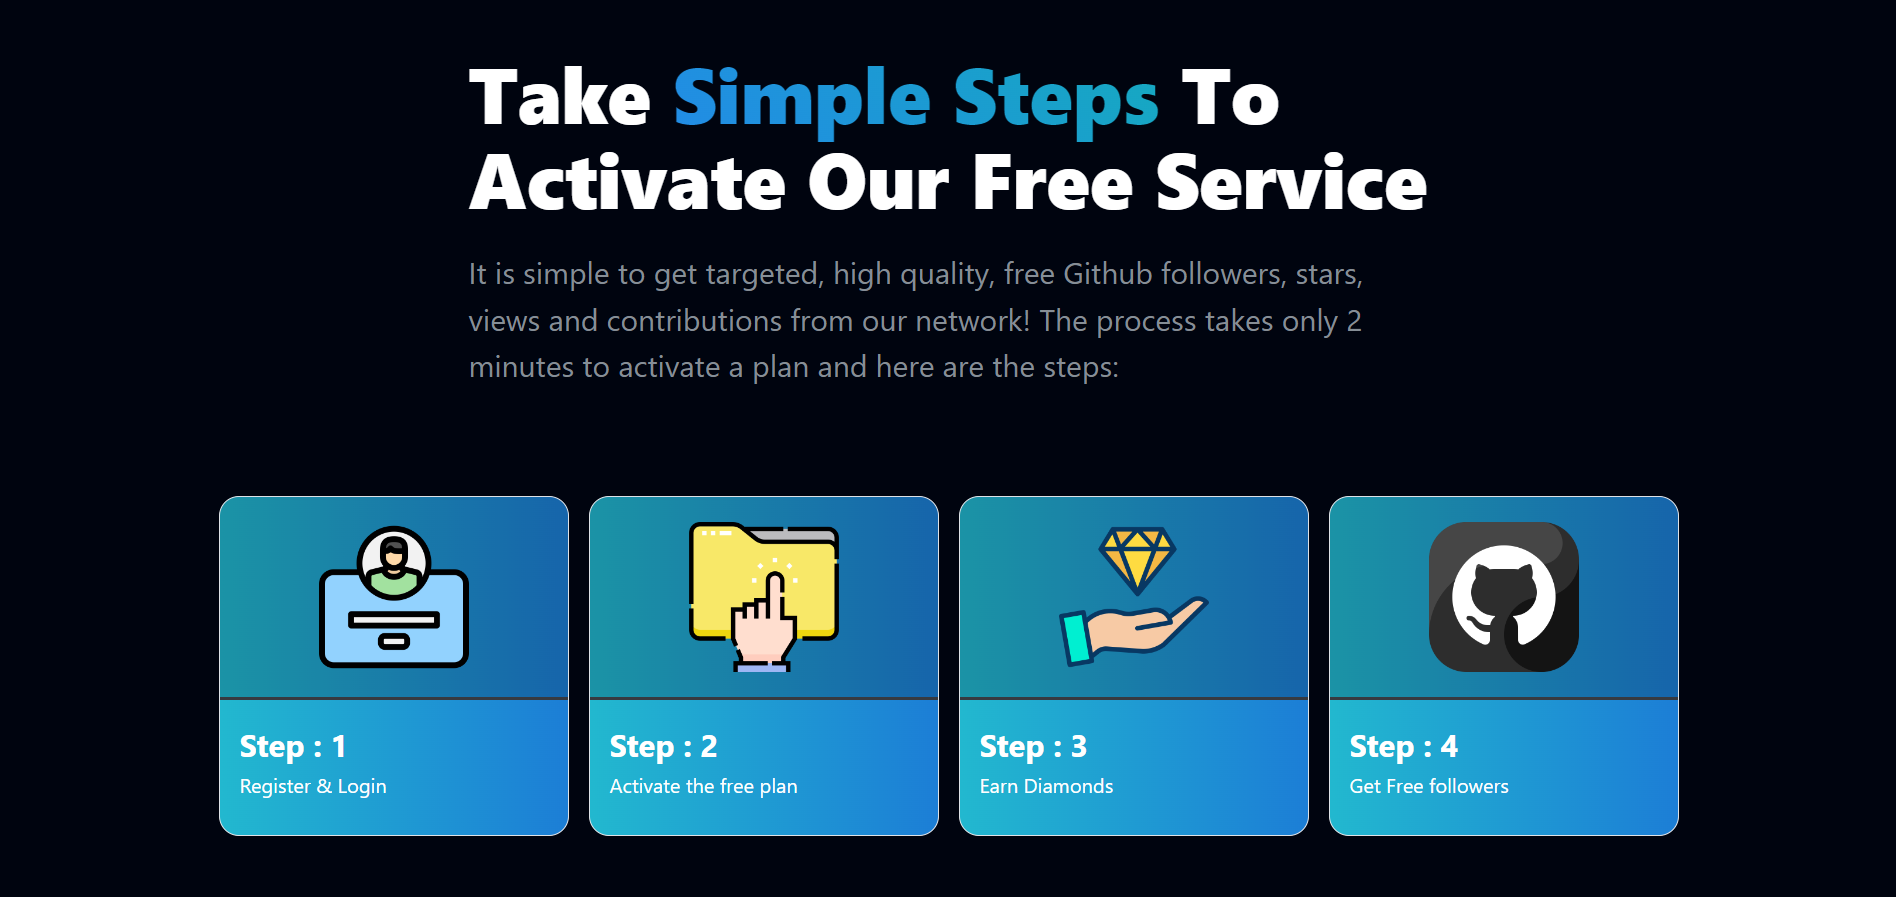 Take Simple Steps To
Activate Our Free Service
It is simple to get targeted, high quality, free Github followers, stars,
views and contributions from our network! The process takes only 2
minutes to activate a plan and here are the steps:
Step : 1
Register & Login
Step : 2
Activate the free plan
Step : 3
Earn Diamonds
Step : 4
Get Free followers